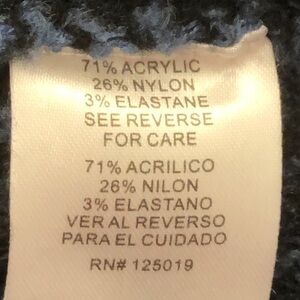 71% ACRYLIC
26% NYLON
3% ELASTANE
SEE REVERSE
FOR CARE
71% ACRILICO
26% NILON
3% ELASTANO
VER AL REVERSO
PARA EL CUIDADO
RN# 125019